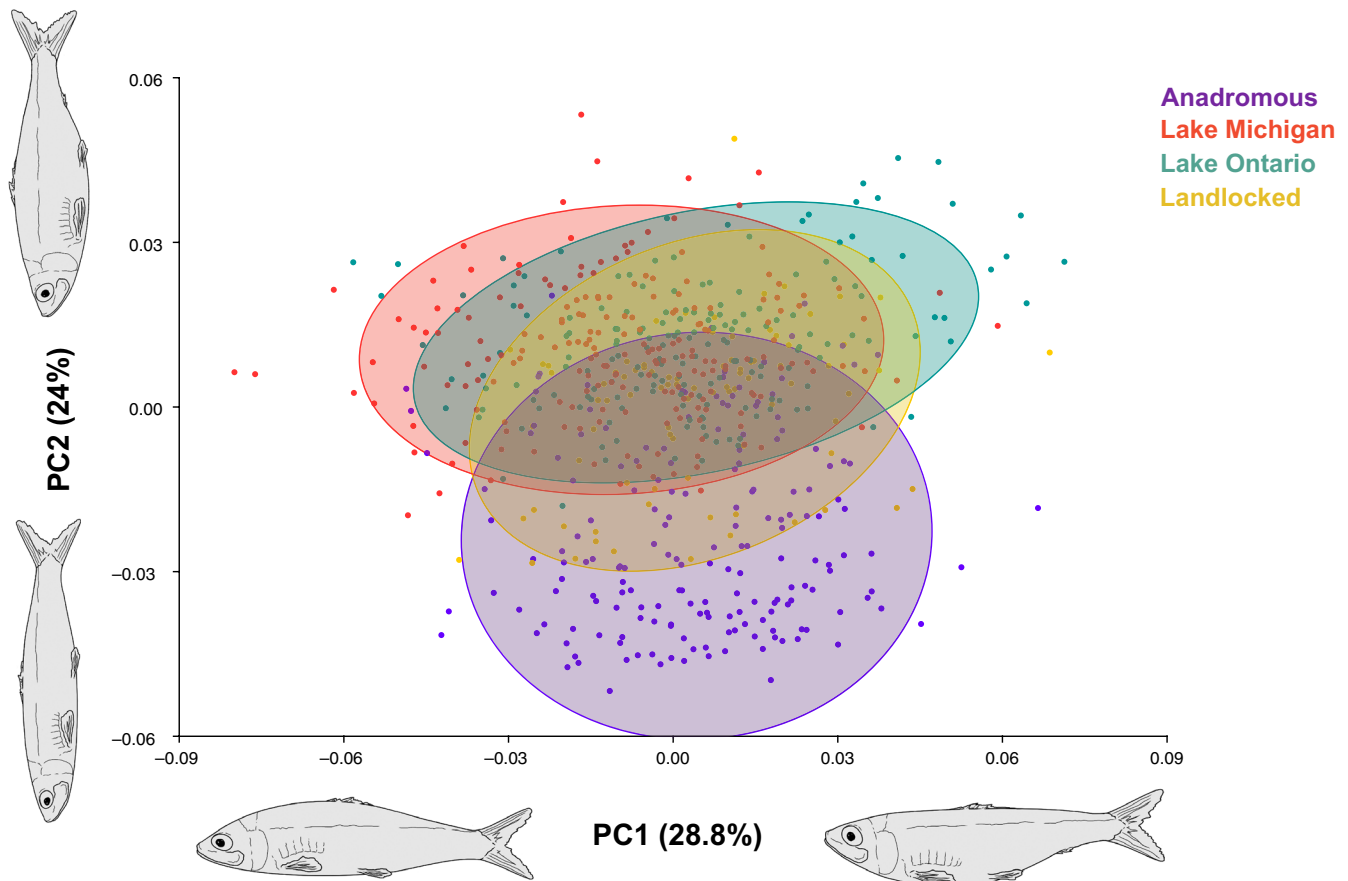 0.06
0.03
0.00
−0.03
−0.06
−0.09
−0.06
−0.03
0.00
0.03
0.06
0.09
PC2 (24%)
PC1 (28.8%)
Anadromous
Lake Michigan
Lake Ontario
Landlocked